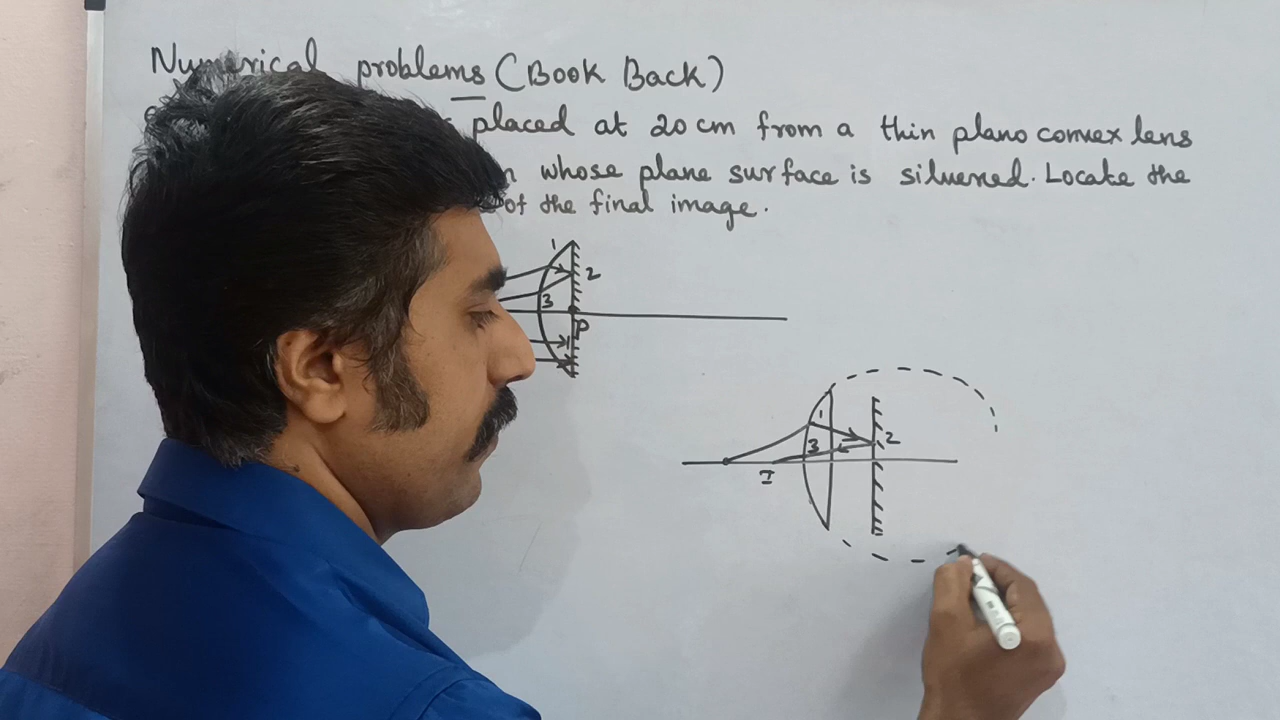 Numerical problems (Book Back)
placed at 20 cm from a thin plano convex lens
whose plane surface is silvered. Locate the
of the final image.
1
2
3
P
1
2
3
I